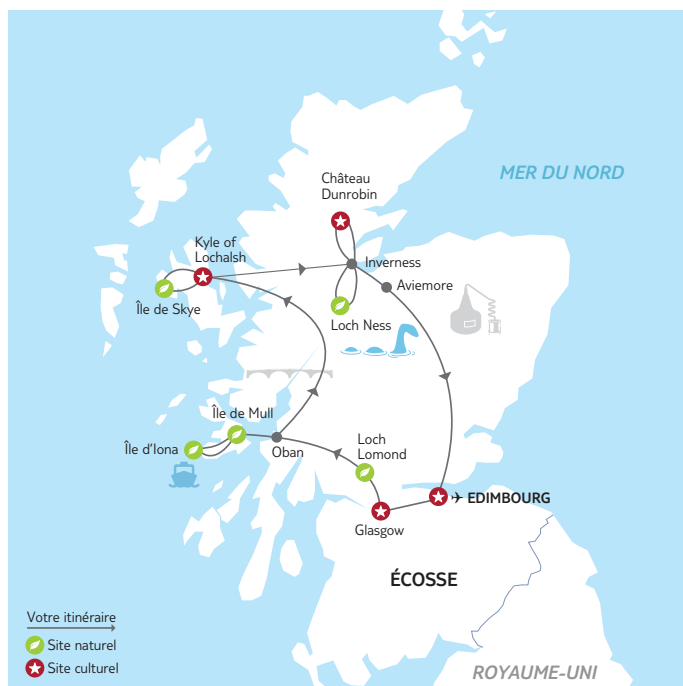 MER DU NORD
Château
Dunrobin
Kyle of
Lochalsh
Inverness
Aviemore
Île de Skye
Loch Ness
Île de Mull
Île d'Iona
Oban
Loch
Lomond
EDIMBOURG
Glasgow
ÉCOSSE
Votre itinéraire
Site naturel
Site culturel
ROYAUME-UNI